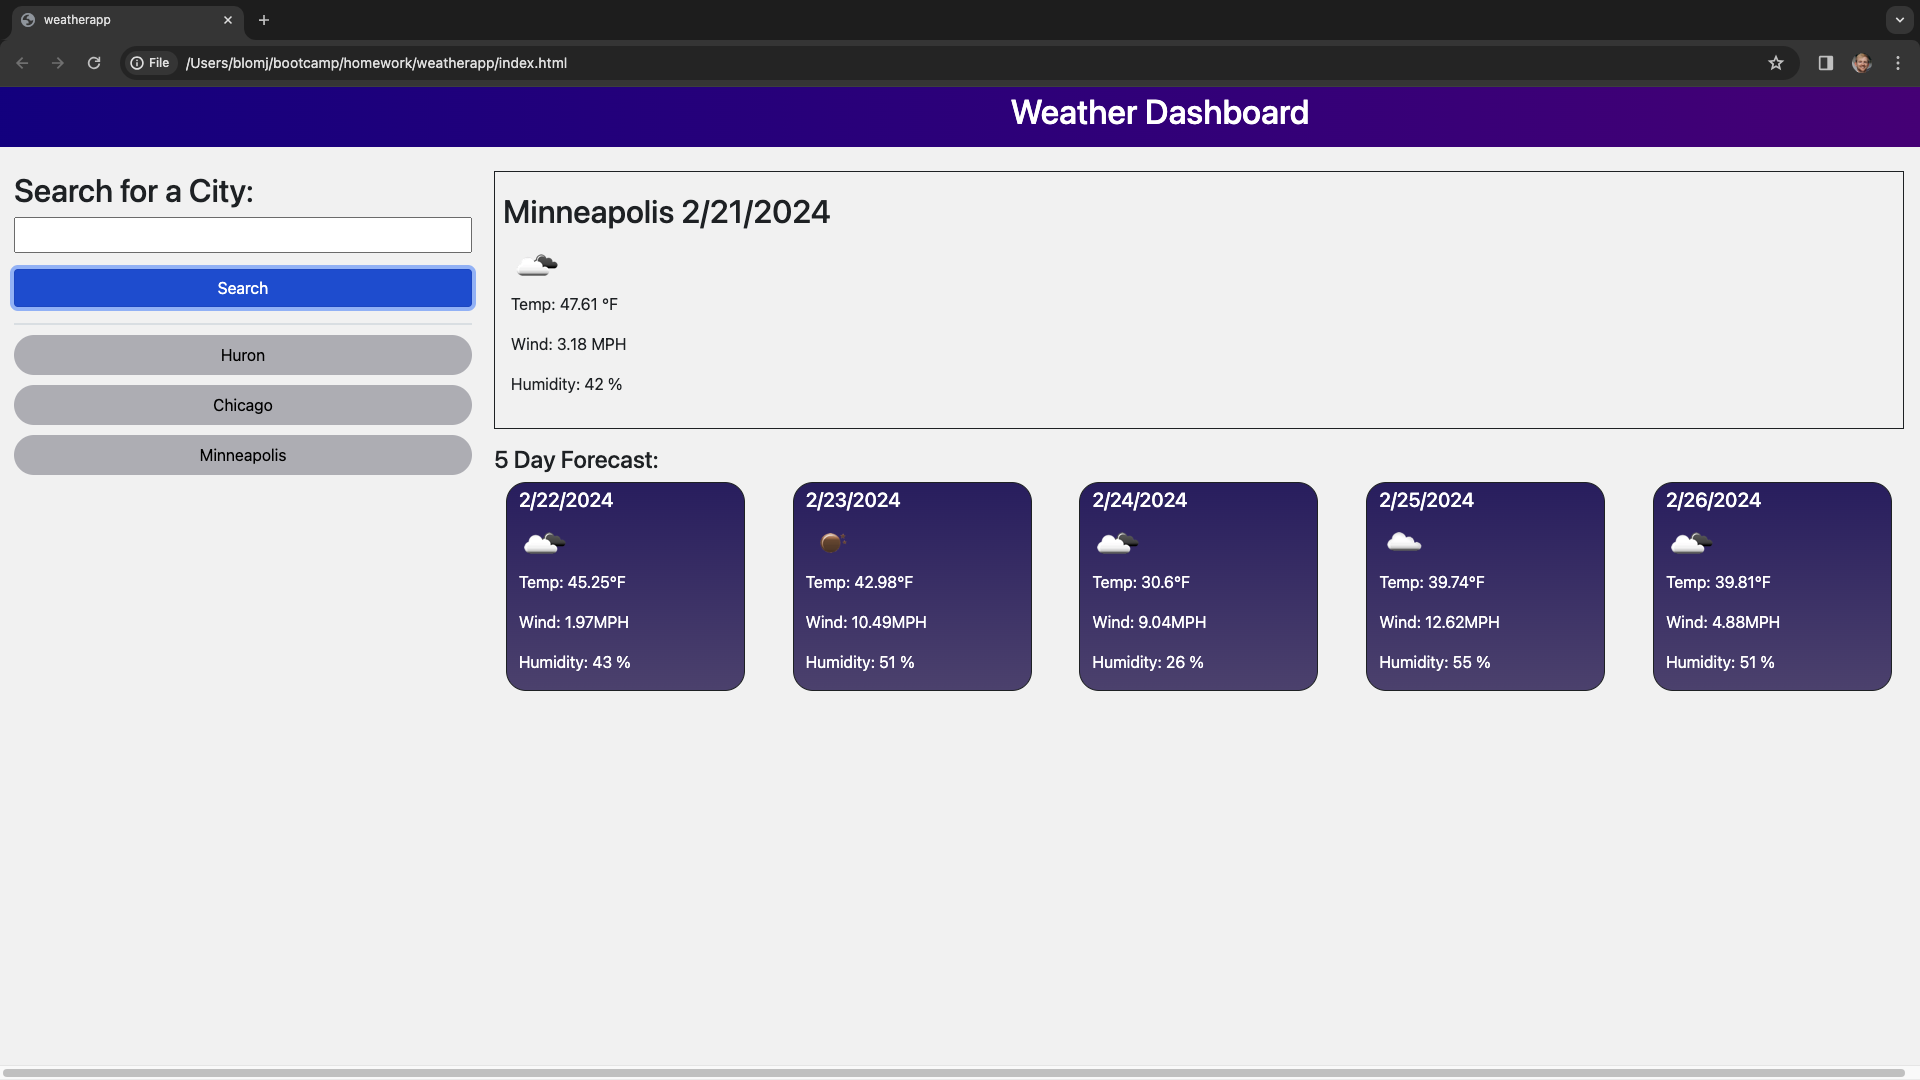 weatherapp
File
/Users/blomj/bootcamp/homework/weatherapp/index.html
Weather Dashboard
Search for a City:
Search
Huron
Chicago
Minneapolis
Minneapolis 2/21/2024
Temp: 47.61 °F
Wind: 3.18 MPH
Humidity: 42 %
5 Day Forecast:
2/22/2024
Temp: 45.25°F
Wind: 1.97MPH
Humidity: 43 %
2/23/2024
Temp: 42.98°F
Wind: 10.49MPH
Humidity: 51 %
2/24/2024
Temp: 30.6°F
Wind: 9.04MPH
Humidity: 26 %
2/25/2024
Temp: 39.74°F
Wind: 12.62MPH
Humidity: 55 %
2/26/2024
Temp: 39.81°F
Wind: 4.88MPH
Humidity: 51 %